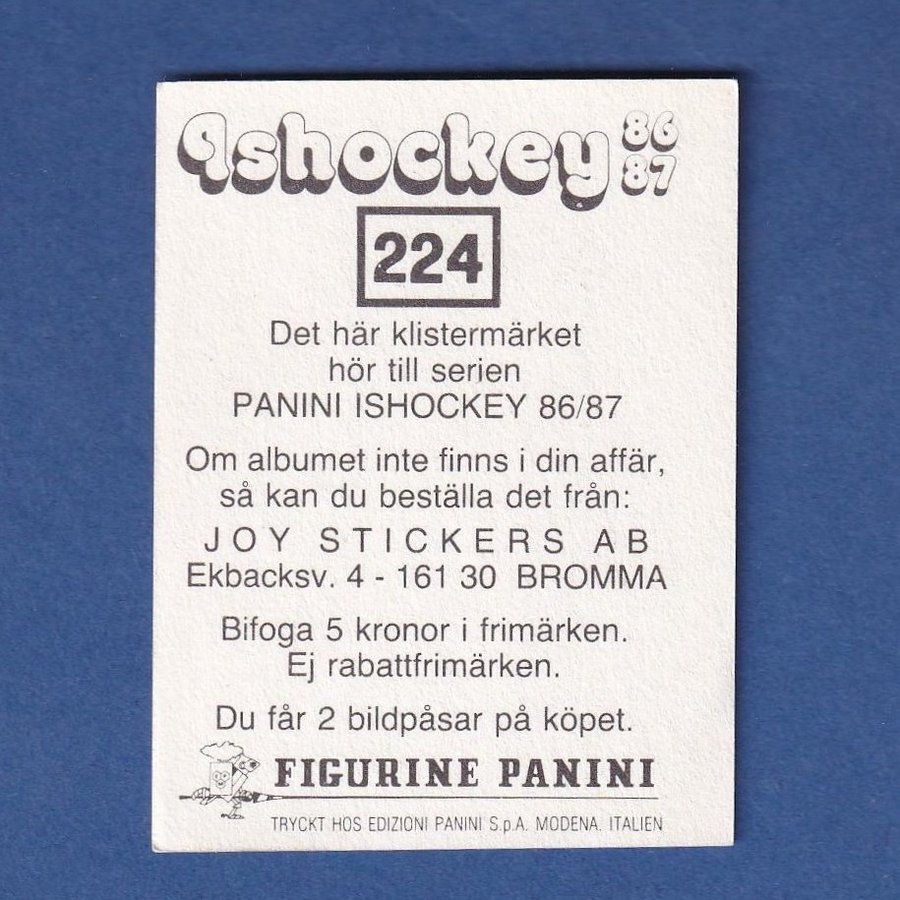 Ishockey 86 87
224
Det här klistermärket
hör till serien
PANINI ISHOCKEY 86/87
Om albumet inte finns i din affär,
så kan du beställa det från:
JOY STICKERS AB
Ekbacksv. 4 - 161 30 BROMMA
Bifoga 5 kronor i frimärken.
Ej rabattfrimärken.
Du får 2 bildpåsar på köpet.
FIGURINE PANINI
TRYCKT HOS EDIZIONI PANINI S.p.A. MODENA. ITALIEN